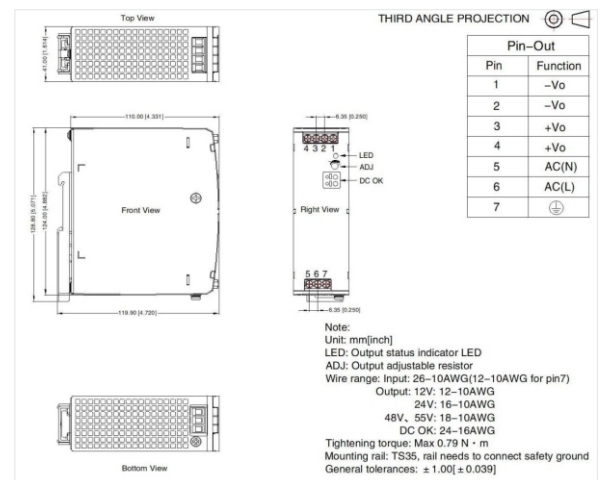 Top View
THIRD ANGLE PROJECTION
41.00 [1.614]
Pin-Out
Pin Function
1 -Vo
2 -Vo
3 +Vo
4 +Vo
5 AC(N)
6 AC(L)
7
110.00 [4.331]
6.35 [0.250]
4 3 2 1
LED
ADJ
DC OK
128.80 [5.071]
124.00 [4.882]
Front View
Right View
5 6 7
119.90 [4.720]
6.35 [0.250]
Note:
Unit: mm[inch]
LED: Output status indicator LED
ADJ: Output adjustable resistor
Wire range: Input: 26-10AWG(12-10AWG for pin7)
Output: 12V: 12-10AWG
24V: 16-10AWG
48V、55V: 18-10AWG
DC OK: 24-16AWG
Tightening torque: Max 0.79 N・m
Mounting rail: TS35, rail needs to connect safety ground
General tolerances: ±1.00[±0.039]
Bottom View